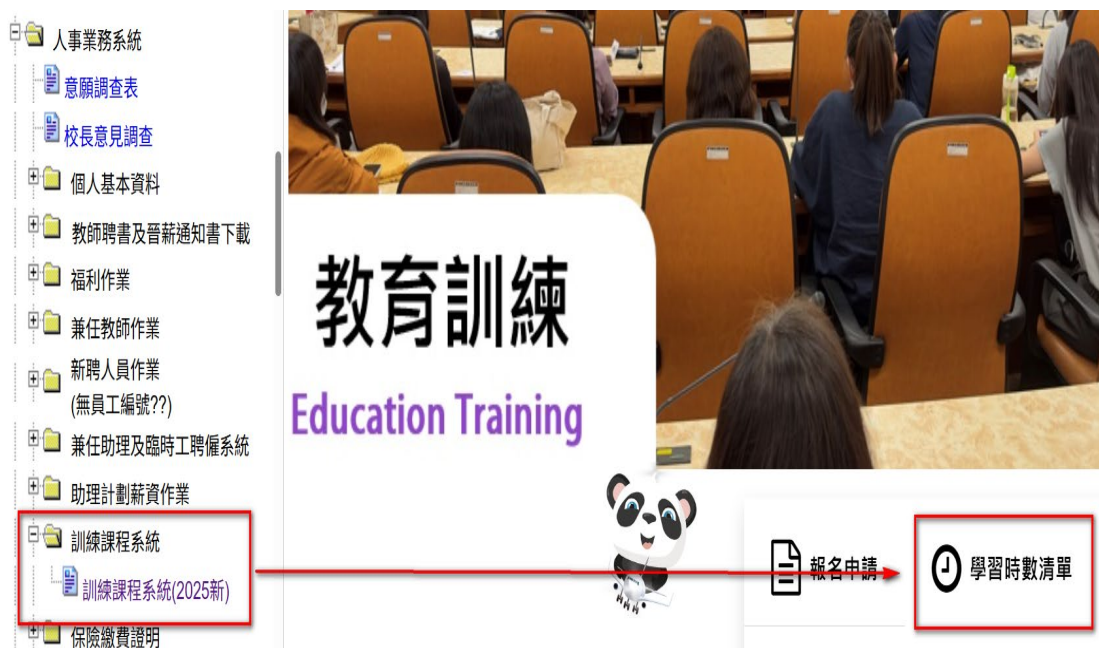 人事業務系統
意願調查表
校長意見調查
個人基本資料
教師聘書及晉薪通知書下載
福利作業
兼任教師作業
新聘人員作業
(無員工編號??)
兼任助理及臨時工聘僱系統
助理計劃薪資作業
訓練課程系統
訓練課程系統(2025新)
保險繳費證明
教育訓練
Education Training
報名申請
學習時數清單